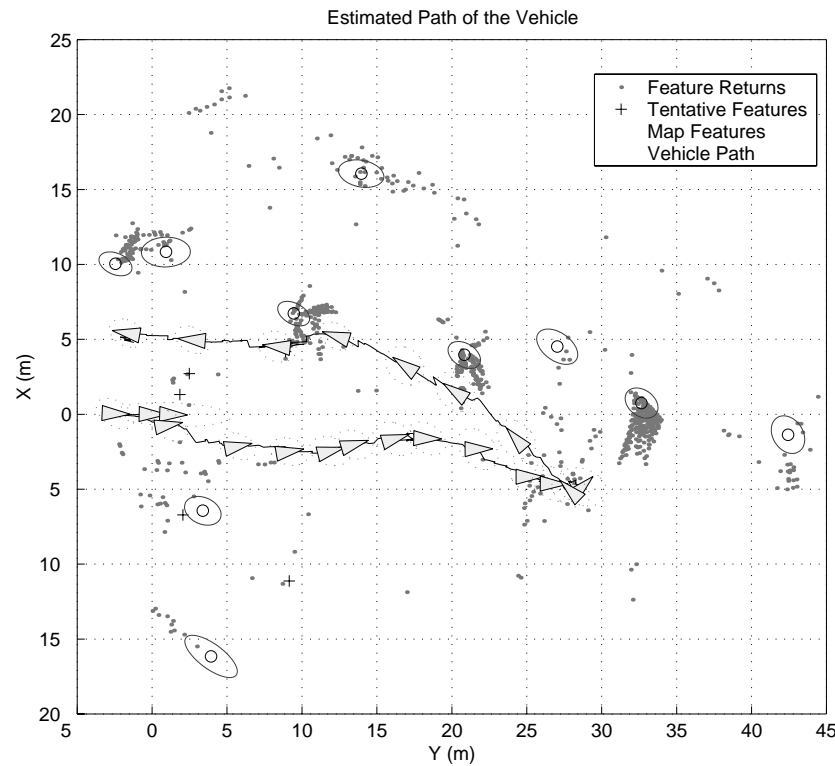 Estimated Path of the Vehicle
25
20
15
10
5
0
5
10
15
20
X (m)
Feature Returns
Tentative Features
Map Features
Vehicle Path
5 0 5 10 15 20 25 30 35 40 45
Y (m)